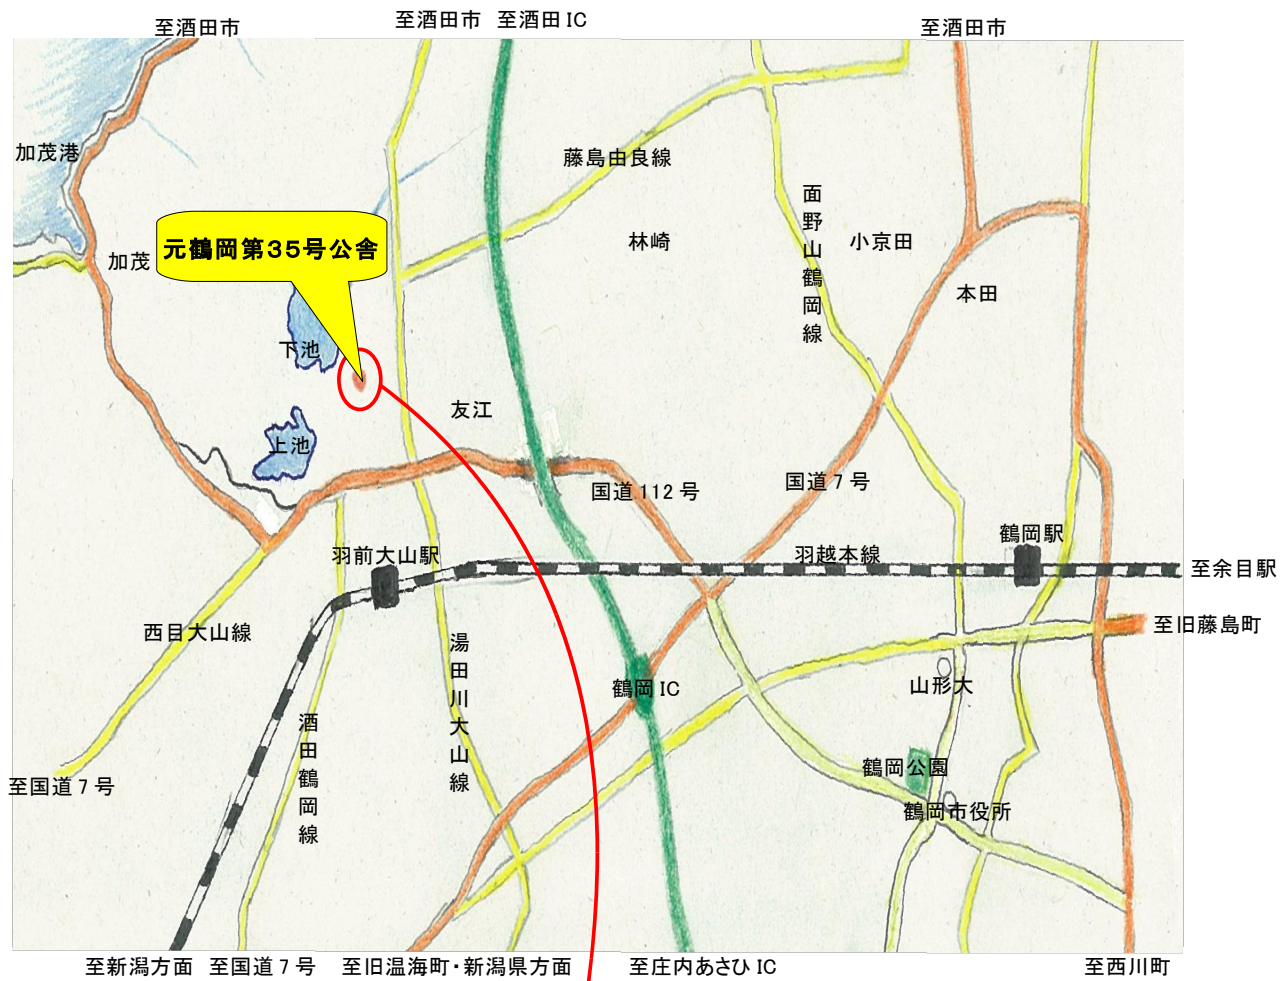 至酒田市
至酒田市
至酒田IC
至酒田市
加茂港
藤島由良線
面野山鶴岡線
林崎
小京田
元鶴岡第35号公舎
加茂
本田
下池
友江
上池
国道7号
国道112号
鶴岡駅
羽前大山駅
羽越本線
至余目駅
至旧藤島町
西目大山線
湯田川大山線
鶴岡IC
山形大
酒田鶴岡線
鶴岡公園
至国道7号
鶴岡市役所
至新潟方面
至国道7号
至旧温海町・新潟県方面
至庄内あさひIC
至西川町